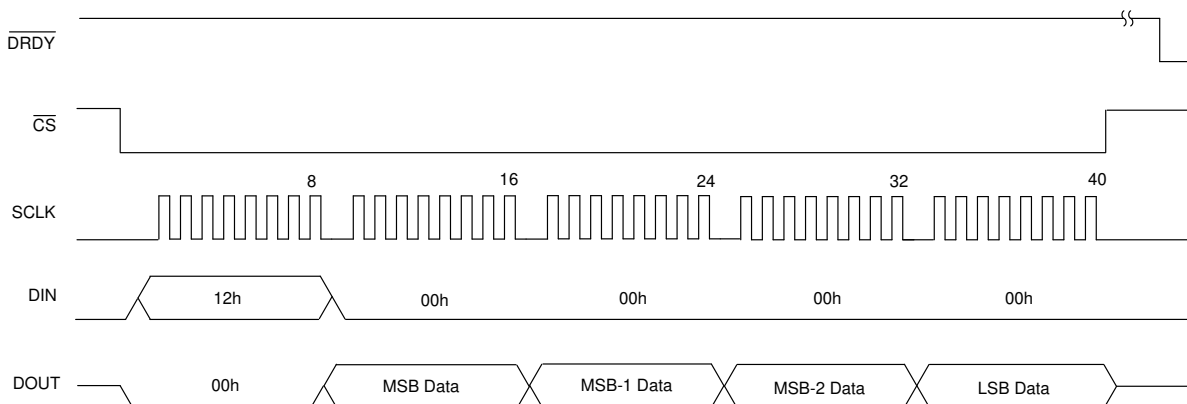 DRDY
CS
8 16 24 32 40
SCLK
DIN 12h 00h 00h 00h 00h
DOUT 00h MSB Data MSB-1 Data MSB-2 Data LSB Data